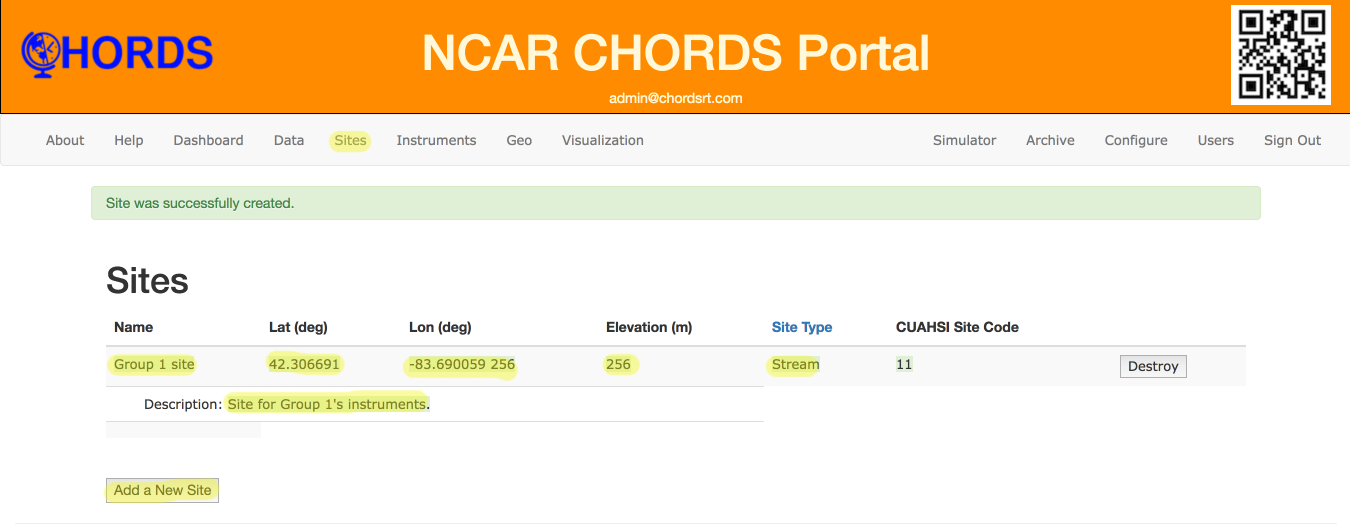 CHORDS
NCAR CHORDS Portal
admin@chordsrt.com
About Help Dashboard Data Sites Instruments Geo Visualization Simulator Archive Configure Users Sign Out
Site was successfully created.
Sites
Name Lat (deg) Lon (deg) Elevation (m) Site Type CUAHSI Site Code
Group 1 site 42.306691 -83.690059 256 256 Stream 11 Destroy
Description: Site for Group 1's instruments.
Add a New Site